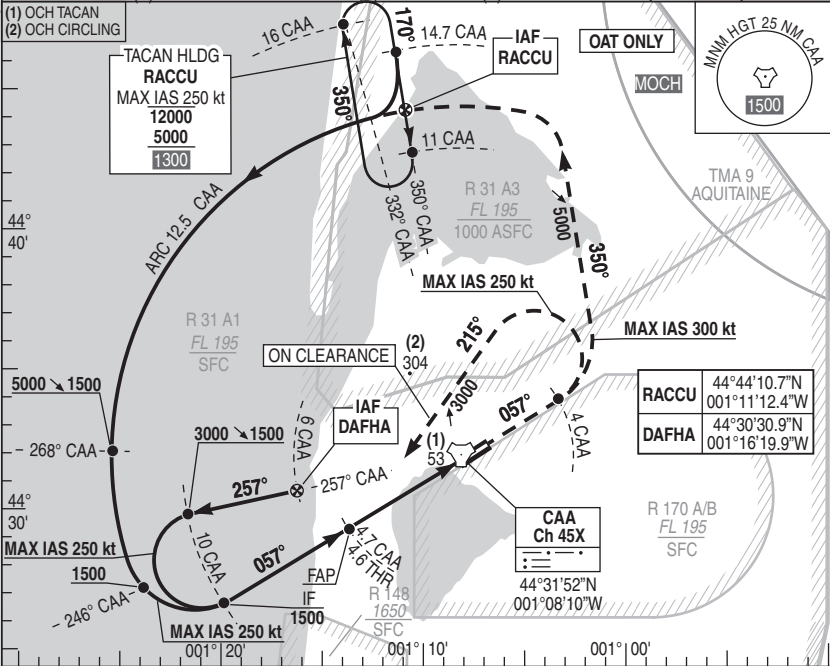 (1) OCH TACAN
(2) OCH CIRCLING
16 CAA
170°
14.7 CAA
IAF
RACCU
OAT ONLY
MOCH
MNM HGT 25 NM CAA
1500
TACAN HLDG
RACCU
MAX IAS 250 kt
12000
5000
1300
350°
11 CAA
350° CAA
332° CAA
R 31 A3
FL 195
1000 ASFC
TMA 9
AQUITAINE
ARC 12.5 CAA
44°
40'
↘ 5000
350°
MAX IAS 250 kt
R 31 A1
FL 195
SFC
215°
MAX IAS 300 kt
ON CLEARANCE
(2)
304
3000
5000 ↘ 1500
IAF
DAFHA
057°
4 CAA
RACCU 44°44'10.7"N 001°11'12.4"W
DAFHA 44°30'30.9"N 001°16'19.9"W
3000 ↘ 1500
6 CAA
(1)
53
268° CAA
257° CAA
257°
44°
30'
10 CAA
057°
CAA
Ch 45X
44°31'52"N
001°08'10"W
R 170 A/B
FL 195
SFC
MAX IAS 250 kt
4.7 CAA
4.6 THR
FAP
1500
IF
1500
R 148
1650
SFC
246° CAA
MAX IAS 250 kt
001° 20'
001° 10'
001° 00'